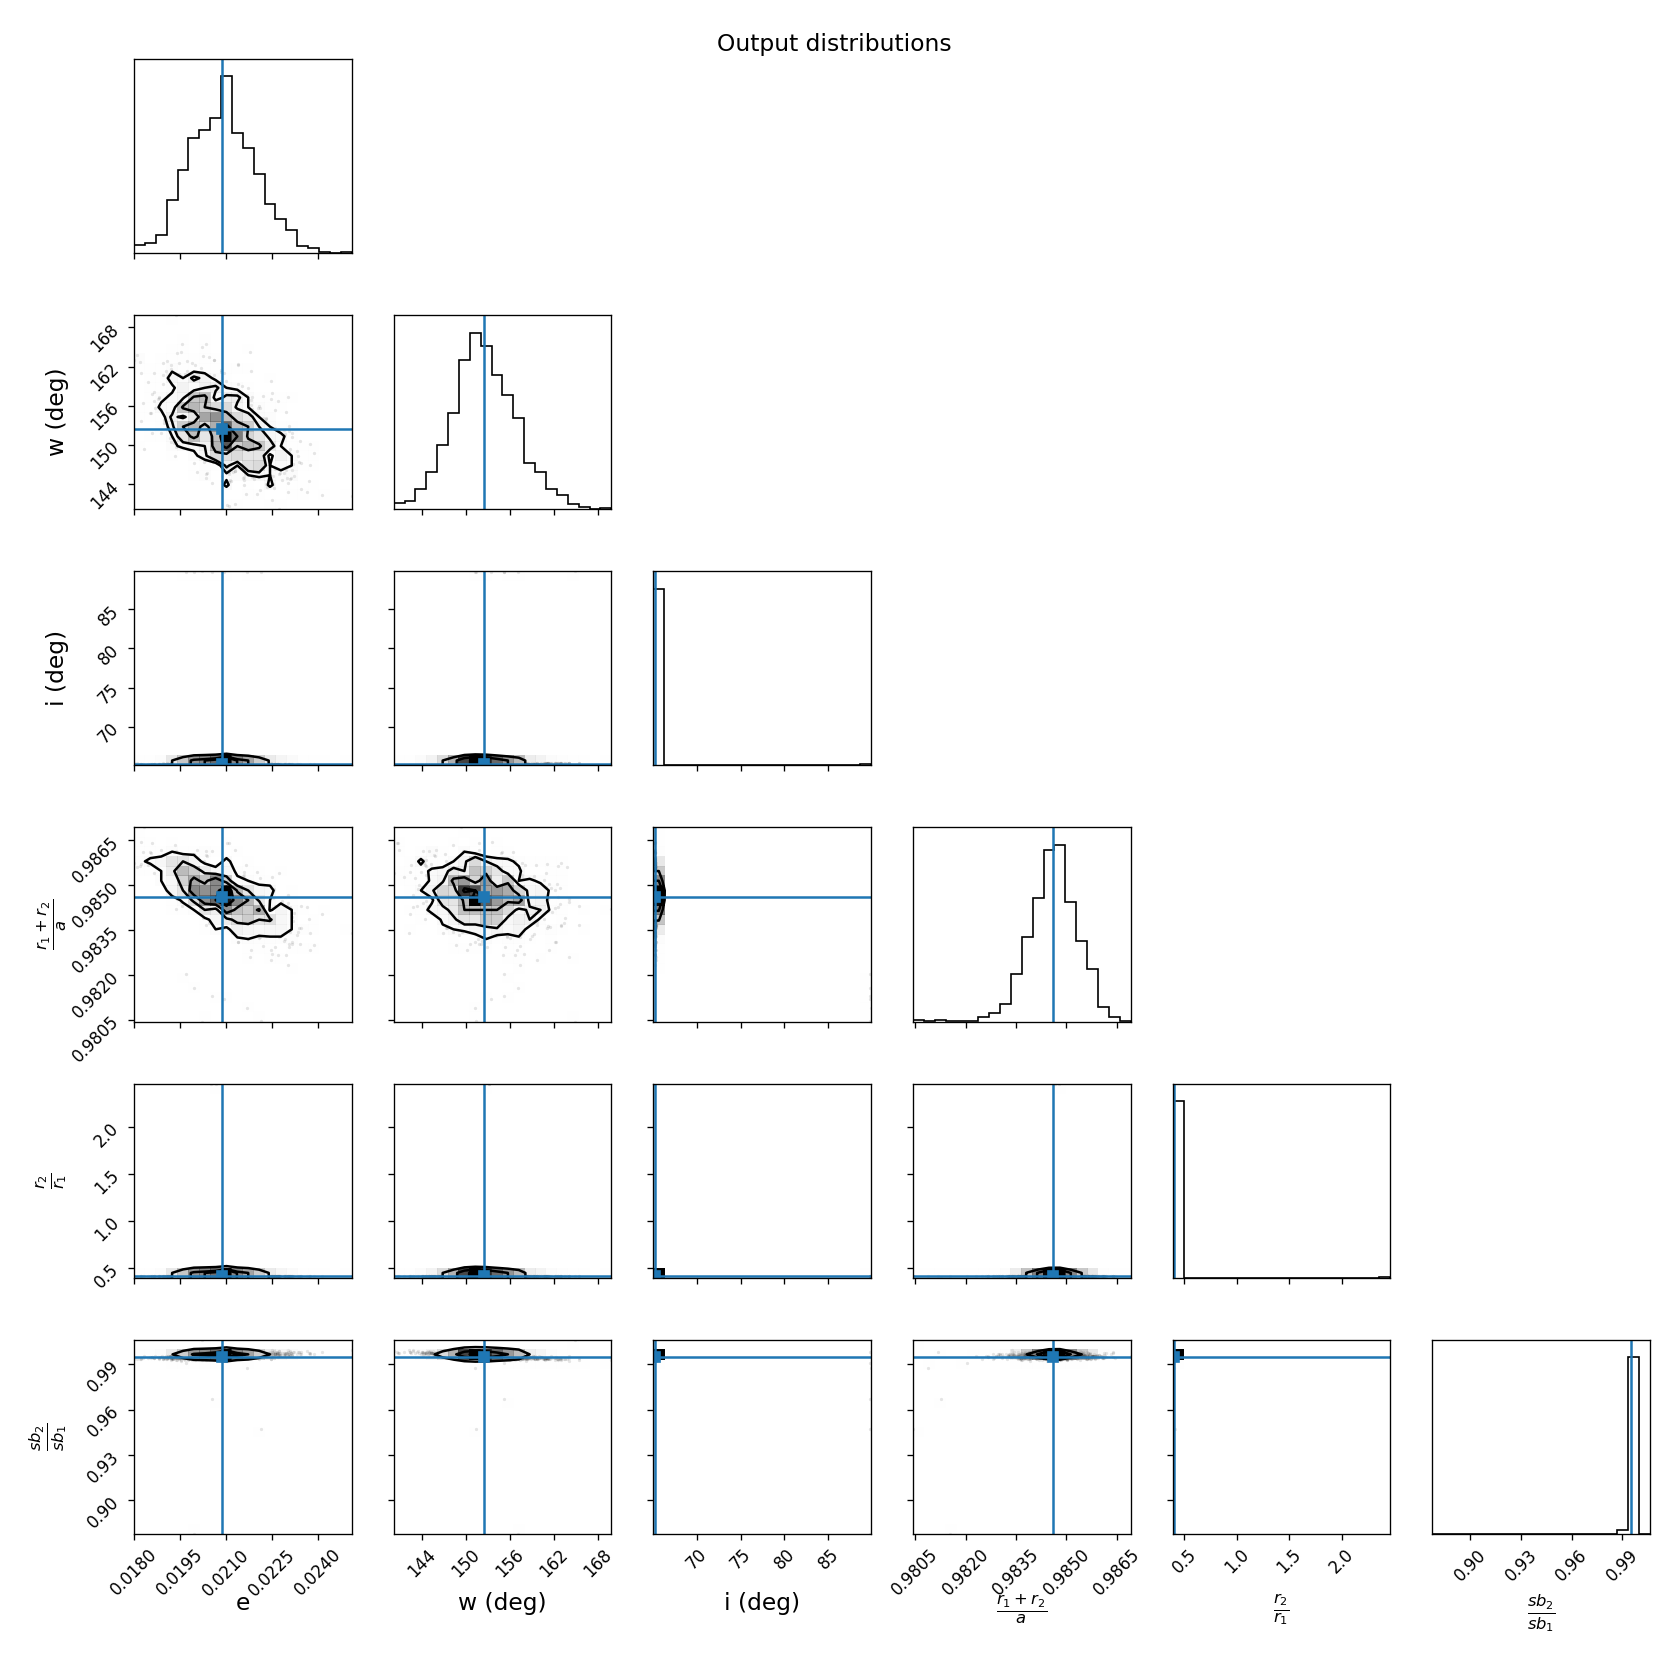 Output distributions
w (deg)
168
162
156
150
144
i (deg)
85
80
75
70
r₁ + r₂
a
0.9865
0.9850
0.9835
0.9820
0.9805
r₂
r₁
2.0
1.5
1.0
0.5
sb₂
sb₁
0.99
0.96
0.93
0.90
0.0180 0.0195 0.0210 0.0225 0.0240 144 150 156 162 168 70 75 80 85 0.9805 0.9820 0.9835 0.9850 0.9865 0.5 1.0 1.5 2.0 0.90 0.93 0.96 0.99
e w (deg) i (deg)
r₁ + r₂
a
r₂
r₁
sb₂
sb₁